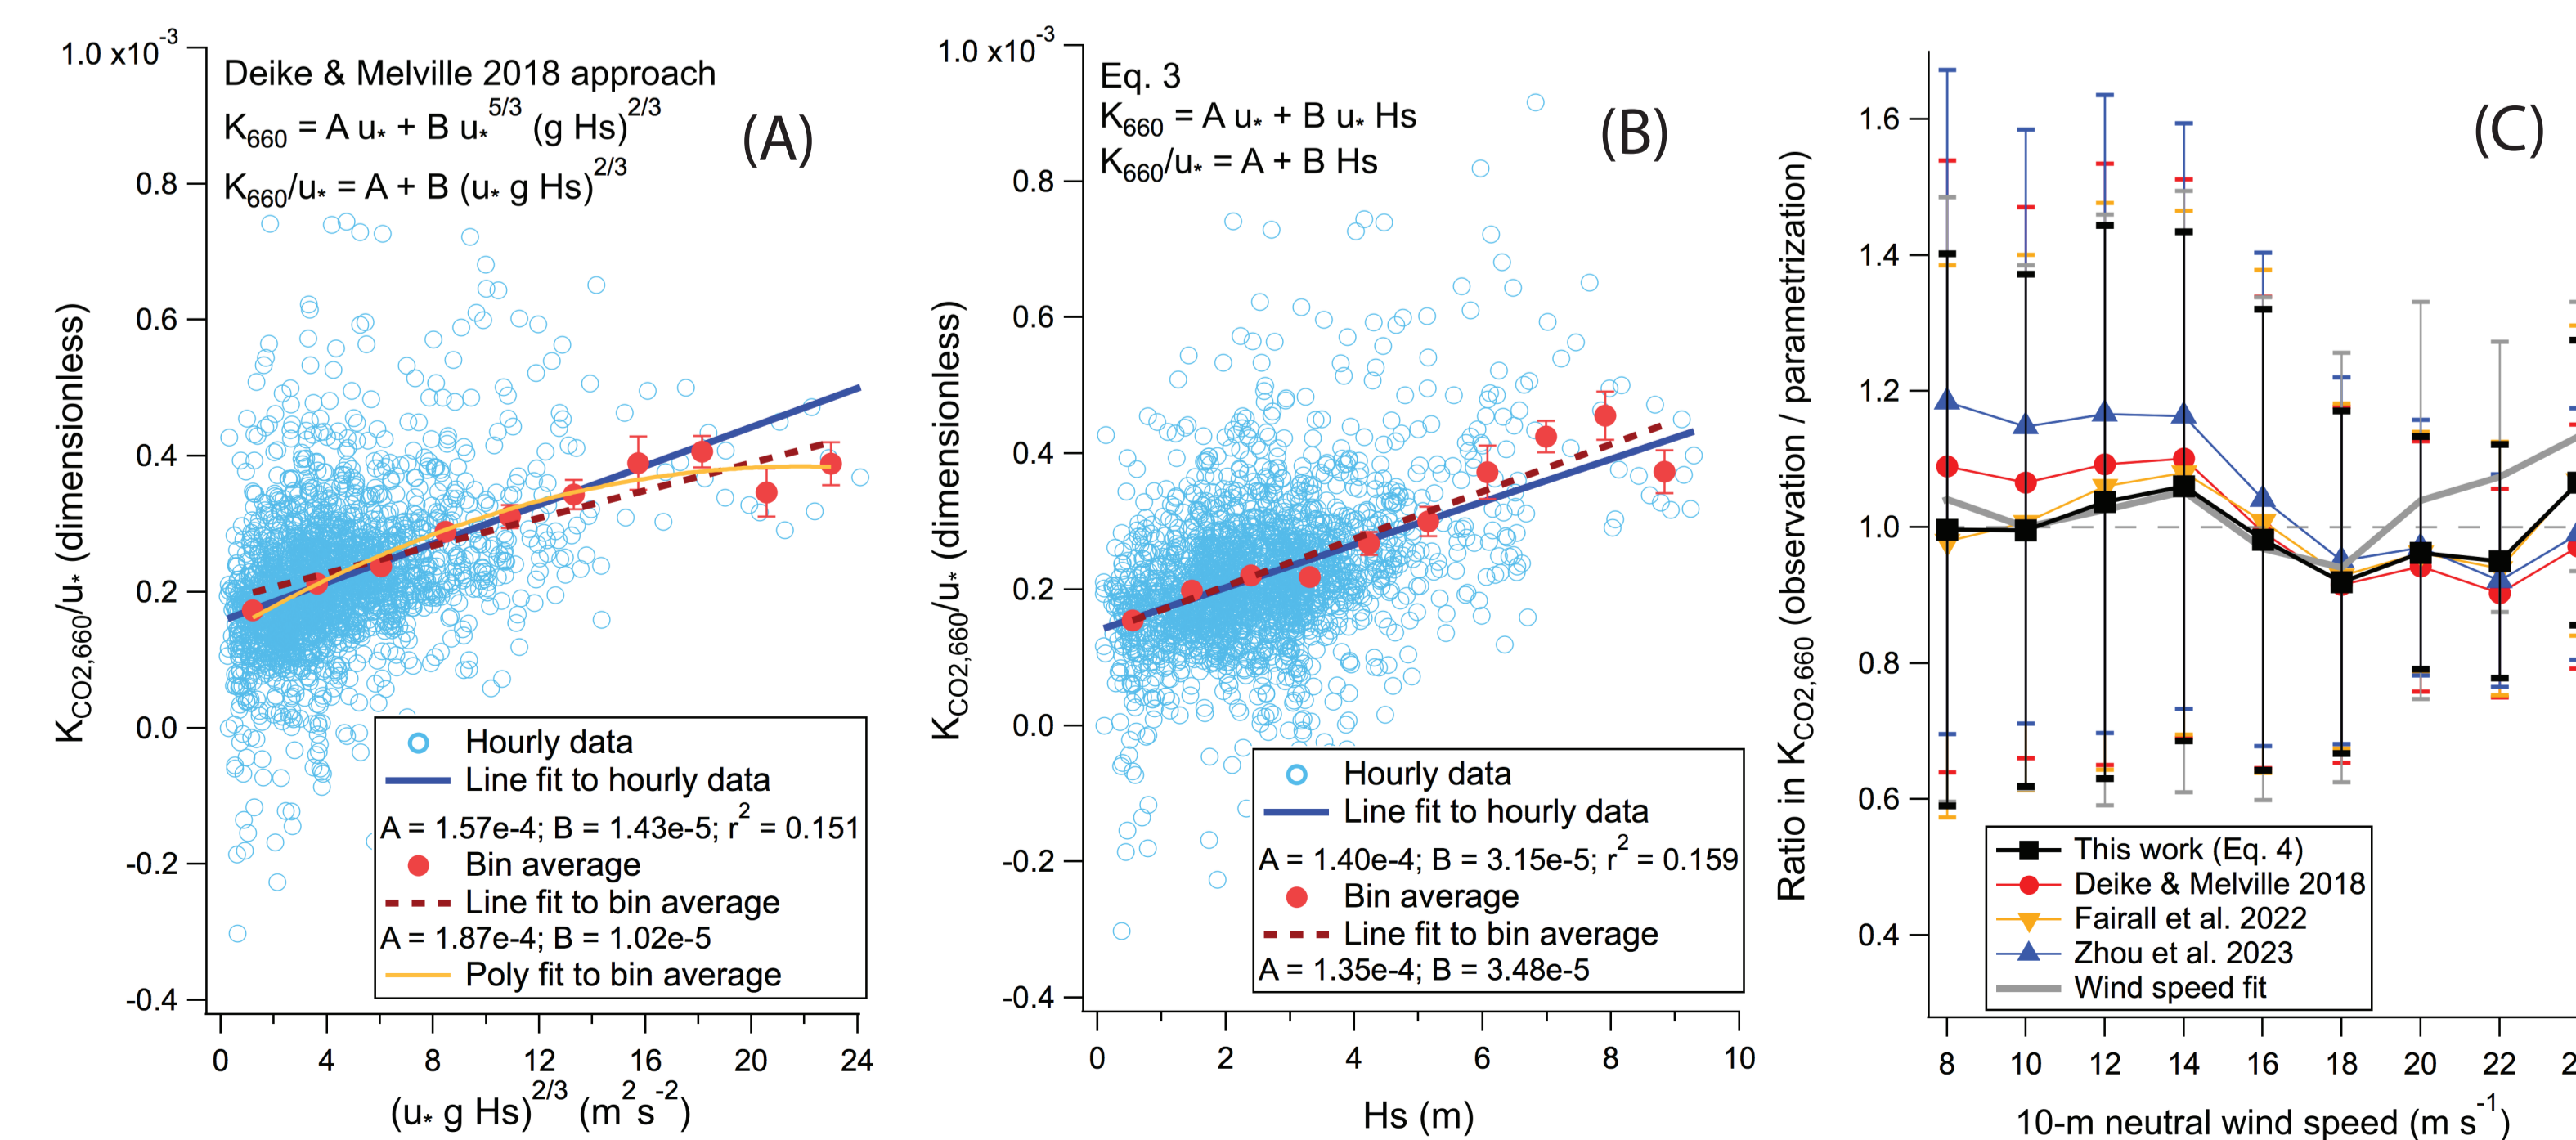 1.0 x10-3
Deike & Melville 2018 approach
K660 = A u* + B u*5/3 (g Hs)2/3
K660/u* = A + B (u* g Hs)2/3
(A)
0.8
0.6
0.4
0.2
0.0
-0.2
-0.4
KCO2,660/u* (dimensionless)
Hourly data
Line fit to hourly data
A = 1.57e-4; B = 1.43e-5; r2 = 0.151
Bin average
Line fit to bin average
A = 1.87e-4; B = 1.02e-5
Poly fit to bin average
0 4 8 12 16 20 24
(u* g Hs)2/3 (m2s-2)
1.0 x10-3
Eq. 3
K660 = A u* + B u* Hs
K660/u* = A + B Hs
(B)
0.8
0.6
0.4
0.2
0.0
-0.2
-0.4
KCO2,660/u* (dimensionless)
Hourly data
Line fit to hourly data
A = 1.40e-4; B = 3.15e-5; r2 = 0.159
Bin average
Line fit to bin average
A = 1.35e-4; B = 3.48e-5
0 2 4 6 8 10
Hs (m)
(C)
1.6
1.4
1.2
1.0
0.8
0.6
0.4
Ratio in KCO2,660 (observation / parametrization)
This work (Eq. 4)
Deike & Melville 2018
Fairall et al. 2022
Zhou et al. 2023
Wind speed fit
8 10 12 14 16 18 20 22
10-m neutral wind speed (m s-1)